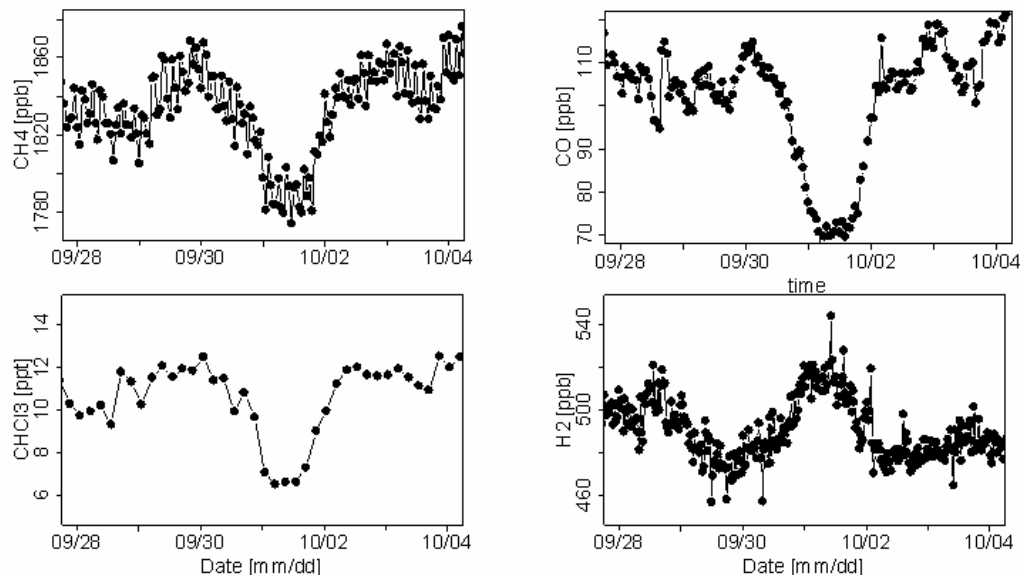 CH4 [ppb]
1780 1820 1860
09/28 09/30 10/02 10/04
CO [ppb]
70 80 90 110
09/28 09/30 10/02 10/04
time
CHCl3 [ppt]
6 8 10 12 14
09/28 09/30 10/02 10/04
Date [mm/dd]
H2 [ppb]
460 500 540
09/28 09/30 10/02 10/04
Date [mm/dd]